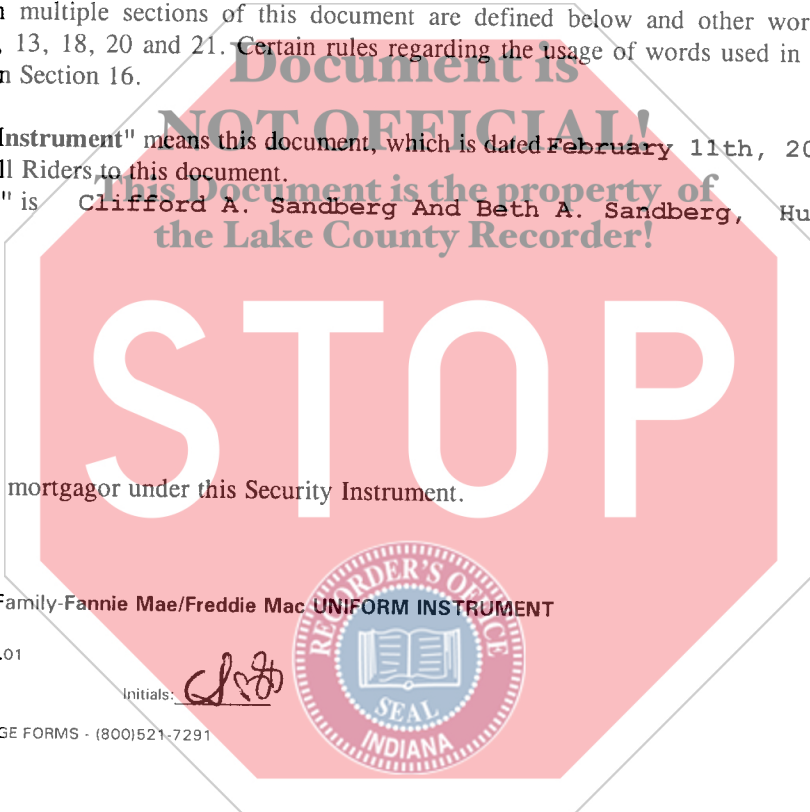 multiple sections of this document are defined below and other wor
, 13, 18, 20 and 21. Certain rules regarding the usage of words used in
n Section 16.
Document is
NOT OFFICIAL!
Instrument" means this document, which is dated February 11th, 20
ll Riders to this document.
This Document is the property of
" is Clifford A. Sandberg And Beth A. Sandberg, Hu
the Lake County Recorder!
STOP
mortgagor under this Security Instrument.
RECORDER'S OFFICE
Family-Fannie Mae/Freddie Mac UNIFORM INSTRUMENT
.01
Initials:
SEAL
GE FORMS - (800)521-7291
INDIANA